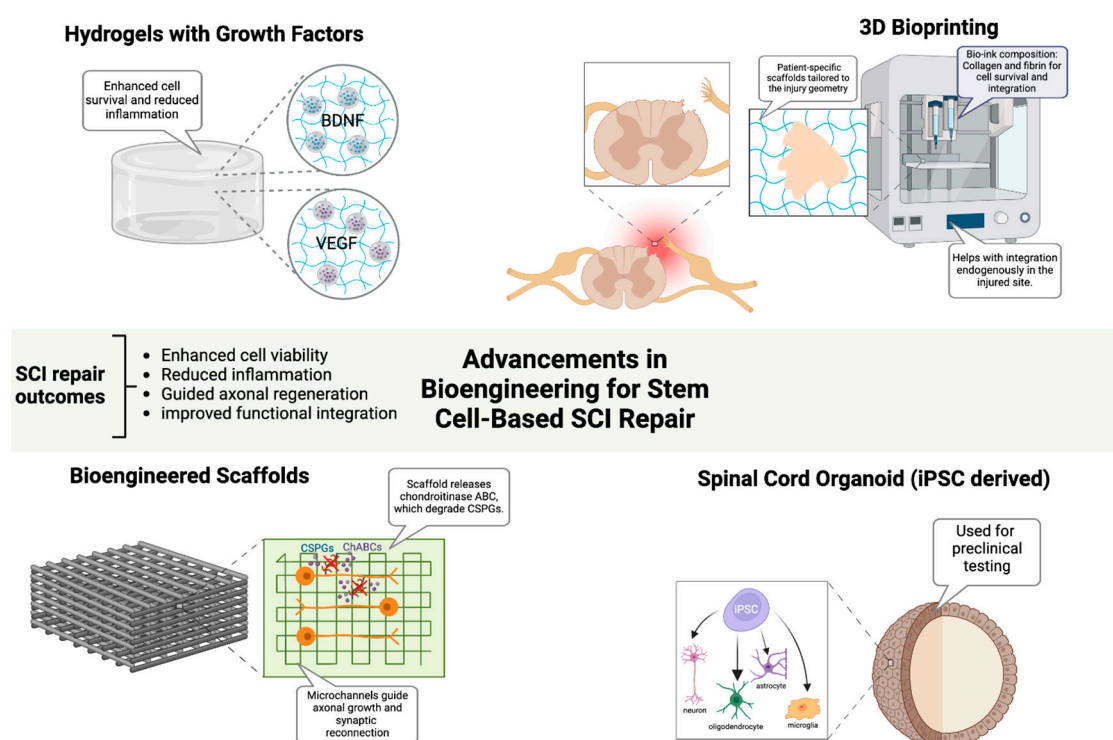 Hydrogels with Growth Factors
Enhanced cell
survival and reduced
inflammation
BDNF
VEGF
3D Bioprinting
Patient-specific
scaffolds tailored to
the injury geometry
Bio-ink composition:
Collagen and fibrin for
cell survival and
integration
Helps with integration
endogenously in the
injured site.
SCI repair
outcomes
• Enhanced cell viability
• Reduced inflammation
• Guided axonal regeneration
• improved functional integration
Advancements in
Bioengineering for Stem
Cell-Based SCI Repair
Bioengineered Scaffolds
Scaffold releases
chondroitinase ABC,
which degrade CSPGs.
CSPGs
ChABCs
Microchannels guide
axonal growth and
synaptic
reconnection
Spinal Cord Organoid (iPSC derived)
Used for
preclinical
testing
iPSC
neuron
oligodendrocyte
astrocyte
microglia